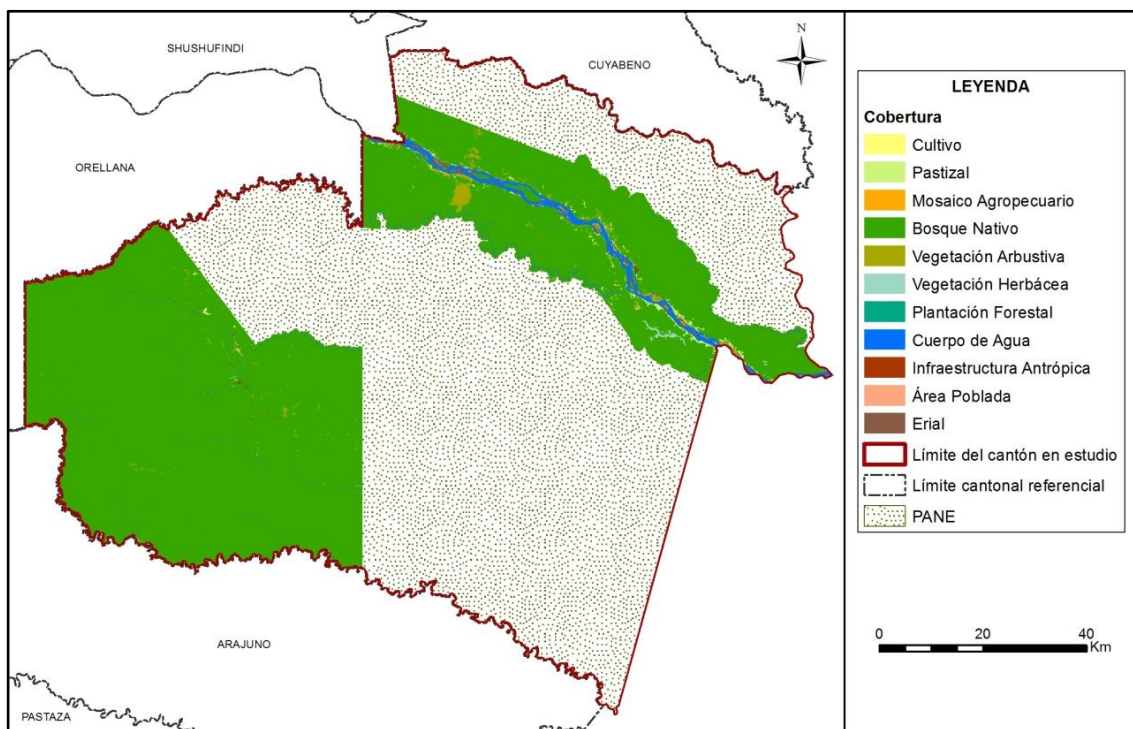 SHUSHUFINDI
CUYABENO
N
ORELLANA
ARAJUNO
PASTAZA
LEYENDA
Cobertura
Cultivo
Pastizal
Mosaico Agropecuario
Bosque Nativo
Vegetación Arbustiva
Vegetación Herbácea
Plantación Forestal
Cuerpo de Agua
Infraestructura Antrópica
Área Poblada
Erial
Límite del cantón en estudio
Límite cantonal referencial
PANE
0 20 40
Km